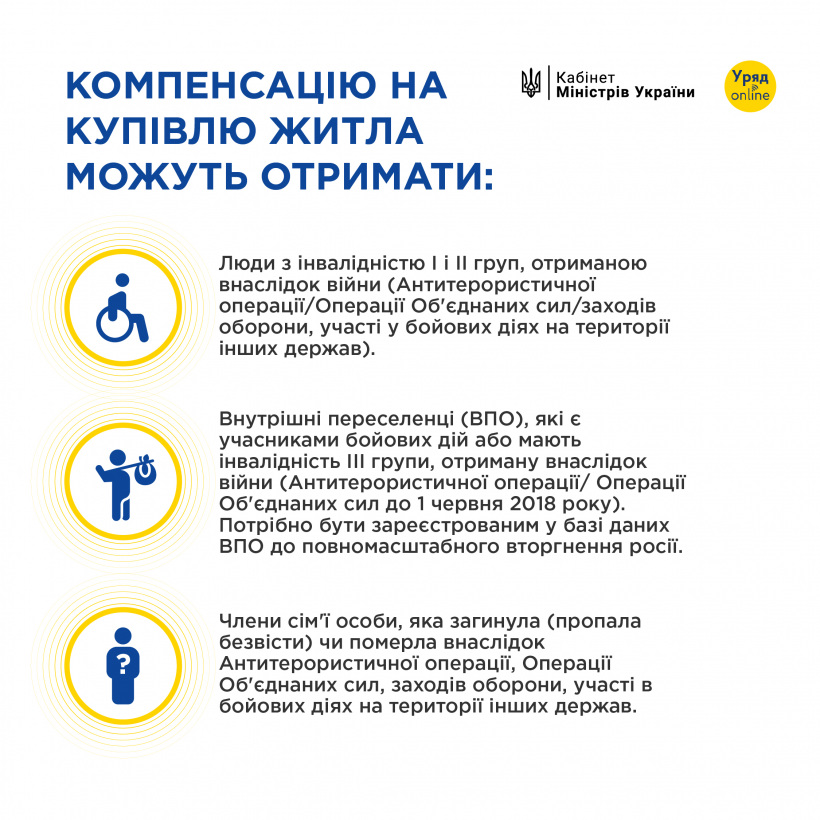 КОМПЕНСАЦІЮ НА
КУПІВЛЮ ЖИТЛА
МОЖУТЬ ОТРИМАТИ:
Кабінет
Міністрів України
Уряд
online
Люди з інвалідністю І і ІІ груп, отриманою
внаслідок війни (Антитерористичної
операції/Операції Об'єднаних сил/заходів
оборони, участі у бойових діях на території
інших держав).
Внутрішні переселенці (ВПО), які є
учасниками бойових дій або мають
інвалідність ІІІ групи, отриману внаслідок
війни (Антитерористичної операції/ Операції
Об'єднаних сил до 1 червня 2018 року).
Потрібно бути зареєстрованим у базі даних
ВПО до повномасштабного вторгнення росії.
?
Члени сім'ї особи, яка загинула (пропала
безвісти) чи померла внаслідок
Антитерористичної операції, Операції
Об'єднаних сил, заходів оборони, участі в
бойових діях на території інших держав.